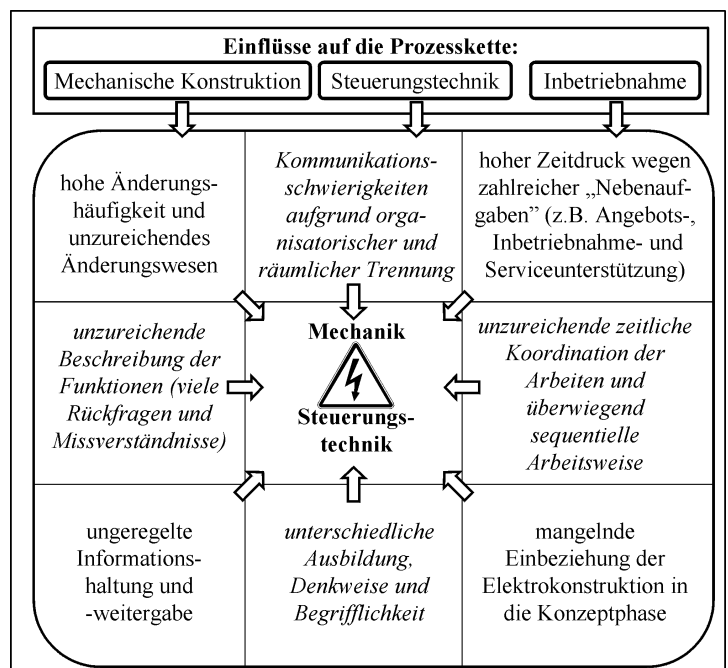 Einflüsse auf die Prozesskette:
Mechanische Konstruktion
Steuerungstechnik
Inbetriebnahme
hohe Änderungs-
häufigkeit und
unzureichendes
Änderungswesen
Kommunikations-
schwierigkeiten
aufgrund orga-
nisatorischer und
räumlicher Trennung
hoher Zeitdruck wegen
zahlreicher „Nebenauf-
gaben” (z.B. Angebots-,
Inbetriebnahme- und
Serviceunterstützung)
unzureichende
Beschreibung der
Funktionen (viele
Rückfragen und
Missverständnisse)
Mechanik
Steuerungs-
technik
unzureichende zeitliche
Koordination der
Arbeiten und
überwiegend
sequentielle
Arbeitsweise
ungeregelte
Informations-
haltung und
-weitergabe
unterschiedliche
Ausbildung,
Denkweise und
Begrifflichkeit
mangelnde
Einbeziehung der
Elektrokonstruktion in
die Konzeptphase